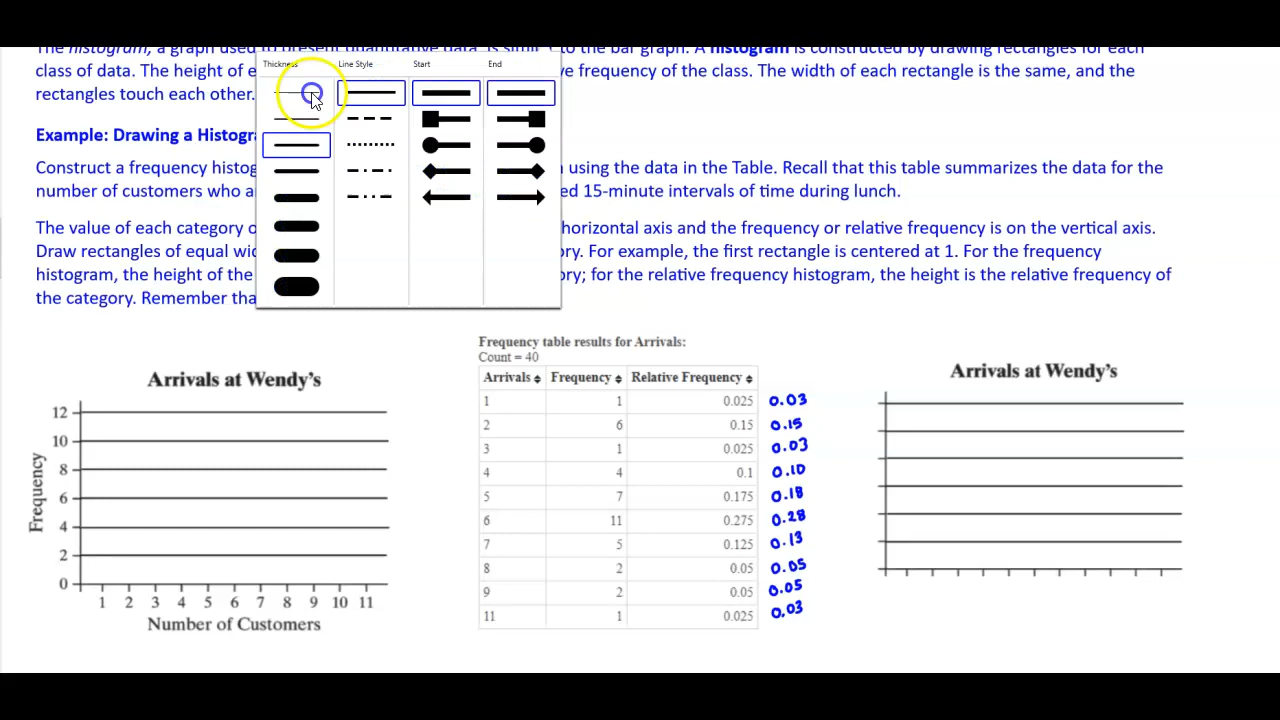 The histogram, a graph used to present quantitative data, is similar to the bar graph. A histogram is constructed by drawing rectangles for each
class of data. The height of e ve frequency of the class. The width of each rectangle is the same, and the
rectangles touch each other.
Thickness Line Style Start End
Example: Drawing a Histogra
Construct a frequency histog using the data in the Table. Recall that this table summarizes the data for the
number of customers who a ed 15-minute intervals of time during lunch.
The value of each category o horizontal axis and the frequency or relative frequency is on the vertical axis.
Draw rectangles of equal wid ory. For example, the first rectangle is centered at 1. For the frequency
histogram, the height of the ory; for the relative frequency histogram, the height is the relative frequency of
the category. Remember tha
Arrivals at Wendy's
12
10
8
6
4
2
0
Frequency
1 2 3 4 5 6 7 8 9 10 11
Number of Customers
Frequency table results for Arrivals:
Count = 40
Arrivals Frequency Relative Frequency
1 1 0.025 0.03
2 6 0.15 0.15
3 1 0.025 0.03
4 4 0.1 0.10
5 7 0.175 0.18
6 11 0.275 0.28
7 5 0.125 0.13
8 2 0.05 0.05
9 2 0.05 0.05
11 1 0.025 0.03
Arrivals at Wendy's